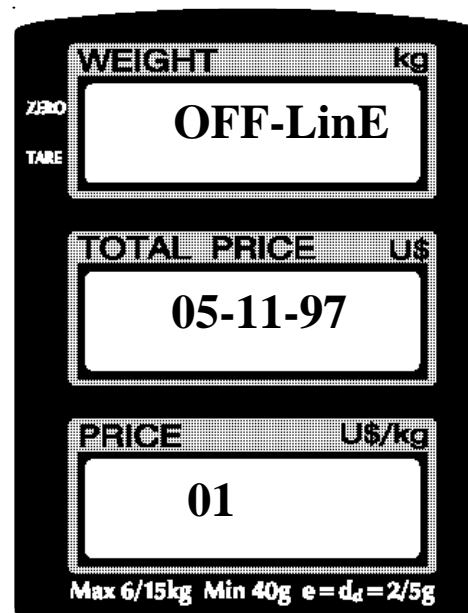 WEIGHT kg
ZERO
OFF-LinE
TARE
TOTAL PRICE U$
05-11-97
PRICE U$/kg
01
Max 6/15kg Min 40g e=dd=2/5g